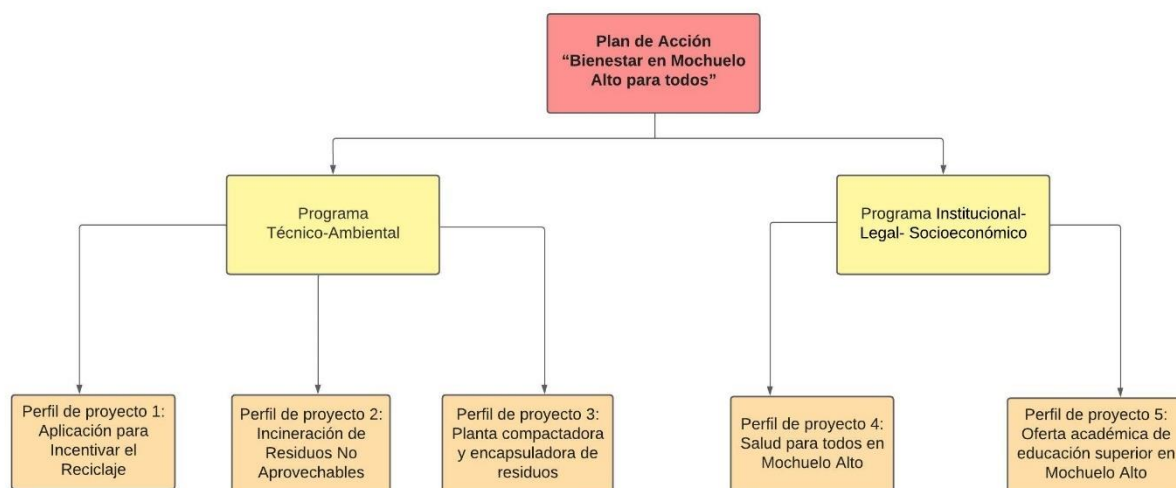 Plan de Acción
“Bienestar en Mochuelo
Alto para todos”
Programa
Técnico-Ambiental
Programa Institucional-
Legal- Socioeconómico
Perfil de proyecto 1:
Aplicación para
Incentivar el
Reciclaje
Perfil de proyecto 2:
Incineración de
Residuos No
Aprovechables
Perfil de proyecto 3:
Planta compactadora
y encapsuladora de
residuos
Perfil de proyecto 4:
Salud para todos en
Mochuelo Alto
Perfil de proyecto 5:
Oferta académica de
educación superior en
Mochuelo Alto